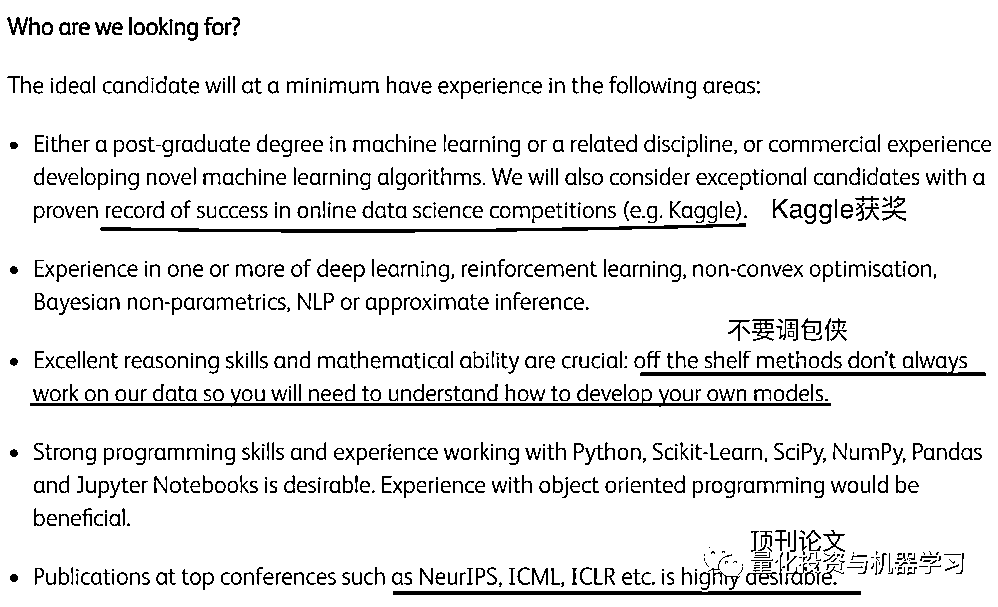 Who are we looking for?
The ideal candidate will at a minimum have experience in the following areas:
• Either a post-graduate degree in machine learning or a related discipline, or commercial experience
developing novel machine learning algorithms. We will also consider exceptional candidates with a
proven record of success in online data science competitions (e.g. Kaggle). Kaggle获奖
• Experience in one or more of deep learning, reinforcement learning, non-convex optimisation,
Bayesian non-parametrics, NLP or approximate inference.
不要调包侠
• Excellent reasoning skills and mathematical ability are crucial: off the shelf methods don't always
work on our data so you will need to understand how to develop your own models.
• Strong programming skills and experience working with Python, Scikit-Learn, SciPy, NumPy, Pandas
and Jupyter Notebooks is desirable. Experience with object oriented programming would be
beneficial.
顶刊论文
量化投资与机器学习
• Publications at top conferences such as NeurIPS, ICML, ICLR etc. is highly desirable.